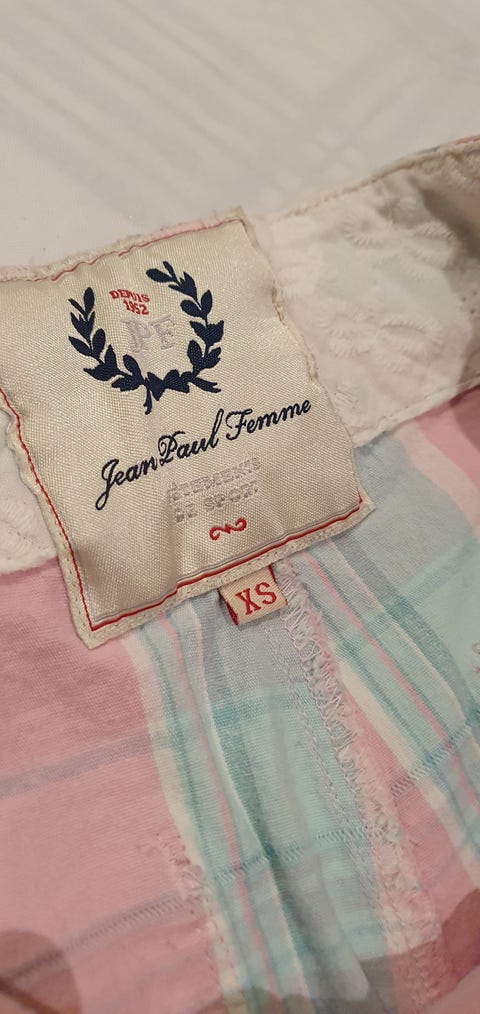 DEPUIS
1952
PF
Jean Paul Femme
VÊTEMENTS
DE SPORT
XS